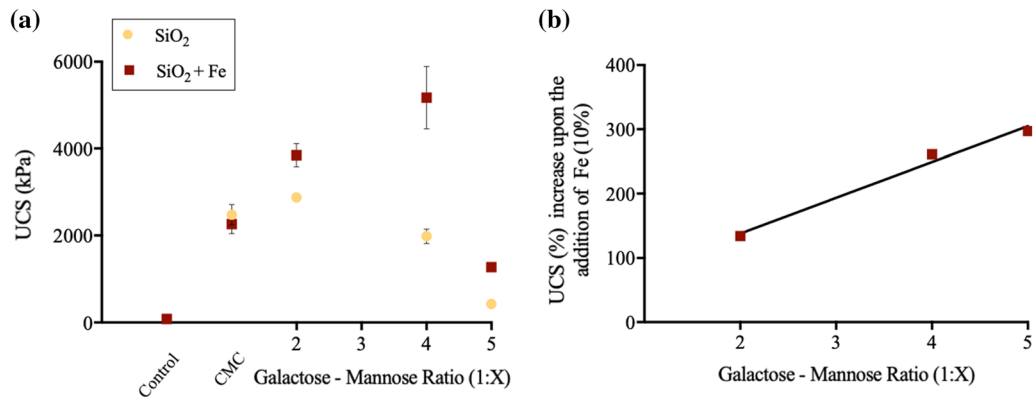 (a)
SiO2
SiO2 + Fe
6000
4000
2000
0
UCS (kPa)
Control
CMC
2
3
4
5
Galactose - Mannose Ratio (1:X)
(b)
400
300
200
100
0
UCS (%) increase upon the
addition of Fe (10%)
2
3
4
5
Galactose - Mannose Ratio (1:X)